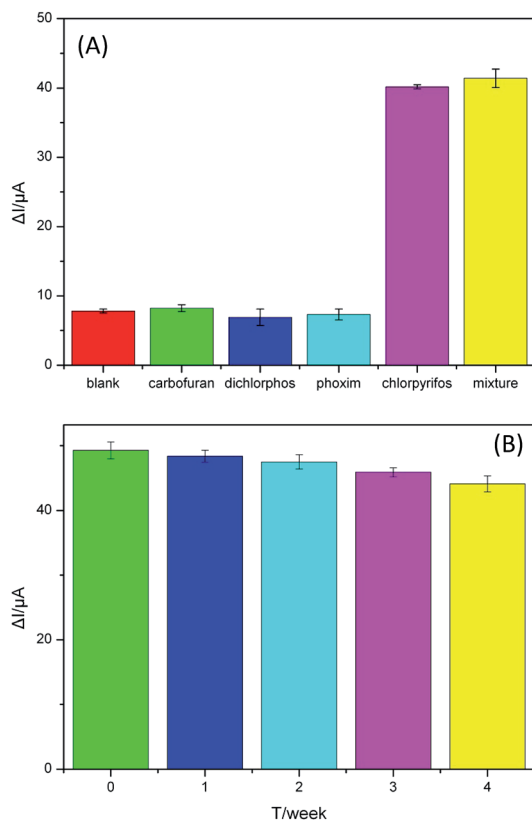 (A)
50
40
30
20
10
0
ΔI/μA
blank carbofuran dichlorphos phoxim chlorpyrifos mixture
(B)
40
20
0
ΔI/μA
0 1 2 3 4
T/week